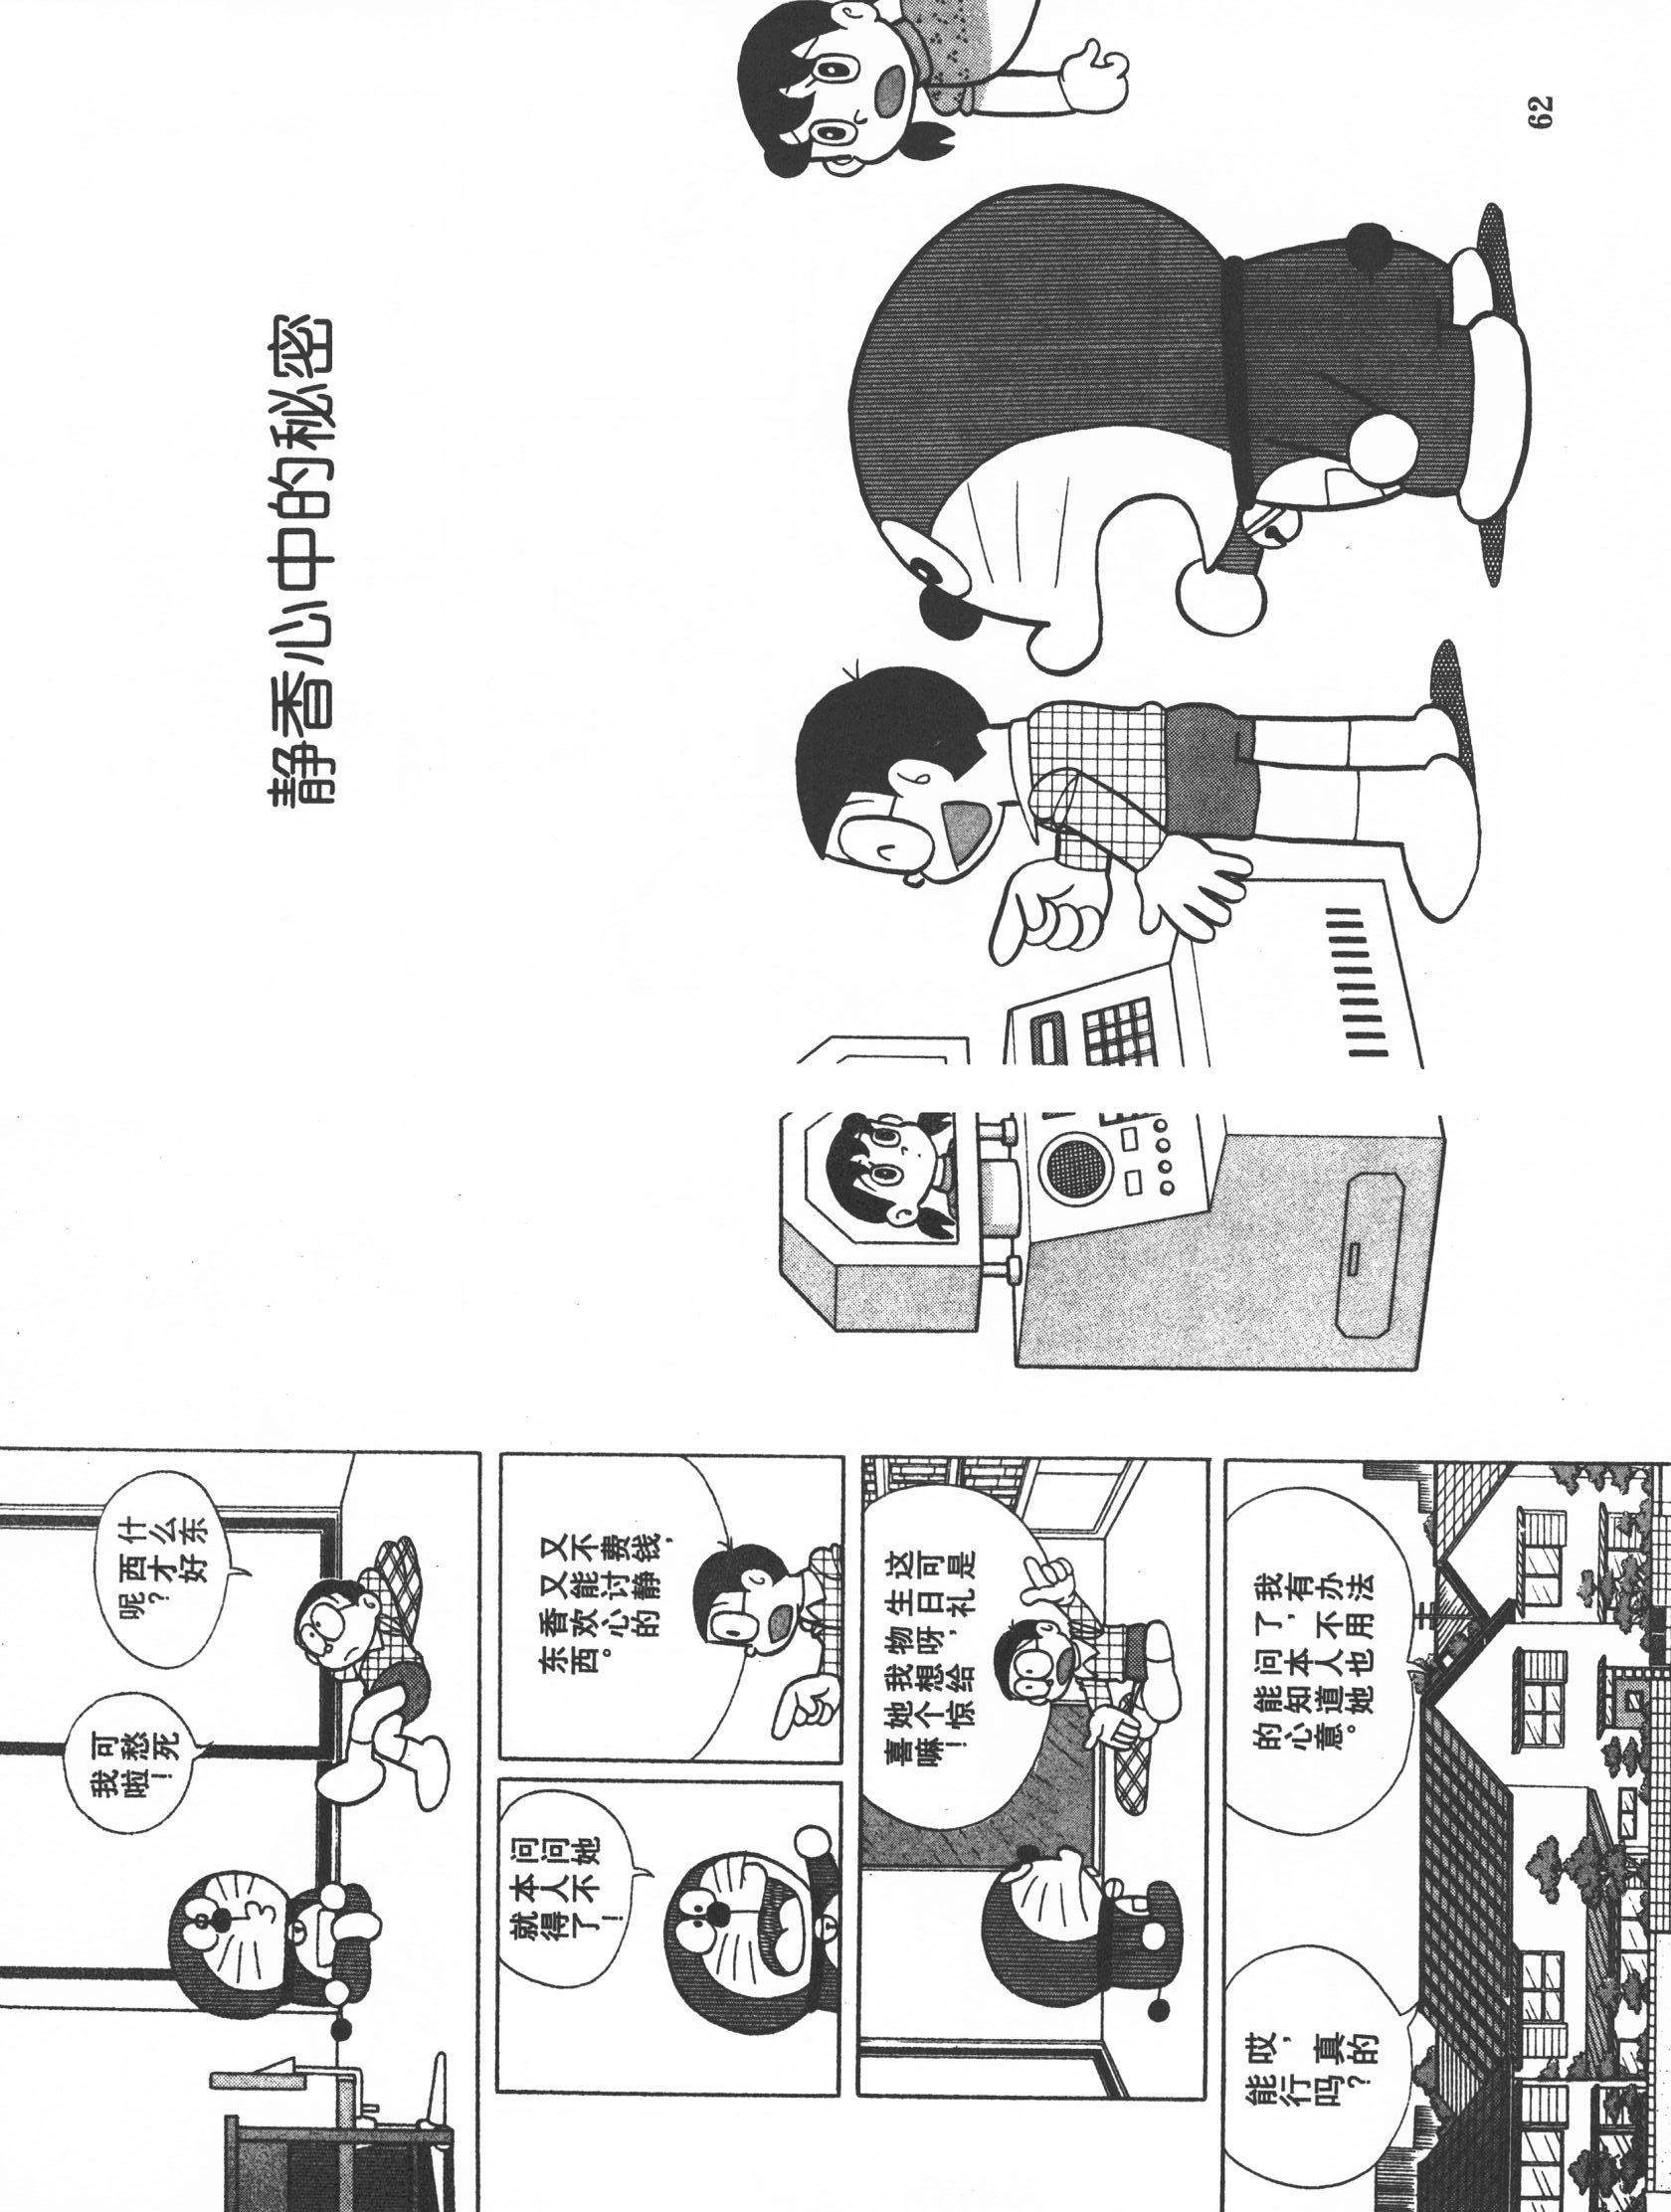 静香心中的秘密
62
什么东
西才好
呢？
可愁死
我啦！
又不费钱，
又能讨静
香欢心的
东西。
问问她
本人不
就得了！
这可是
生日礼
物呀，
我想给
她个惊
喜嘛！
我有办法
了，不用
问本人也
能知道她
的心意。
哎，真的
能行吗？